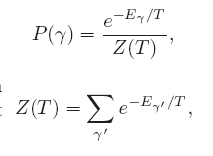 P(γ) = e^{-E_γ/T} / Z(T),
Z(T) = ∑_{γ′} e^{-E_{γ′}/T},